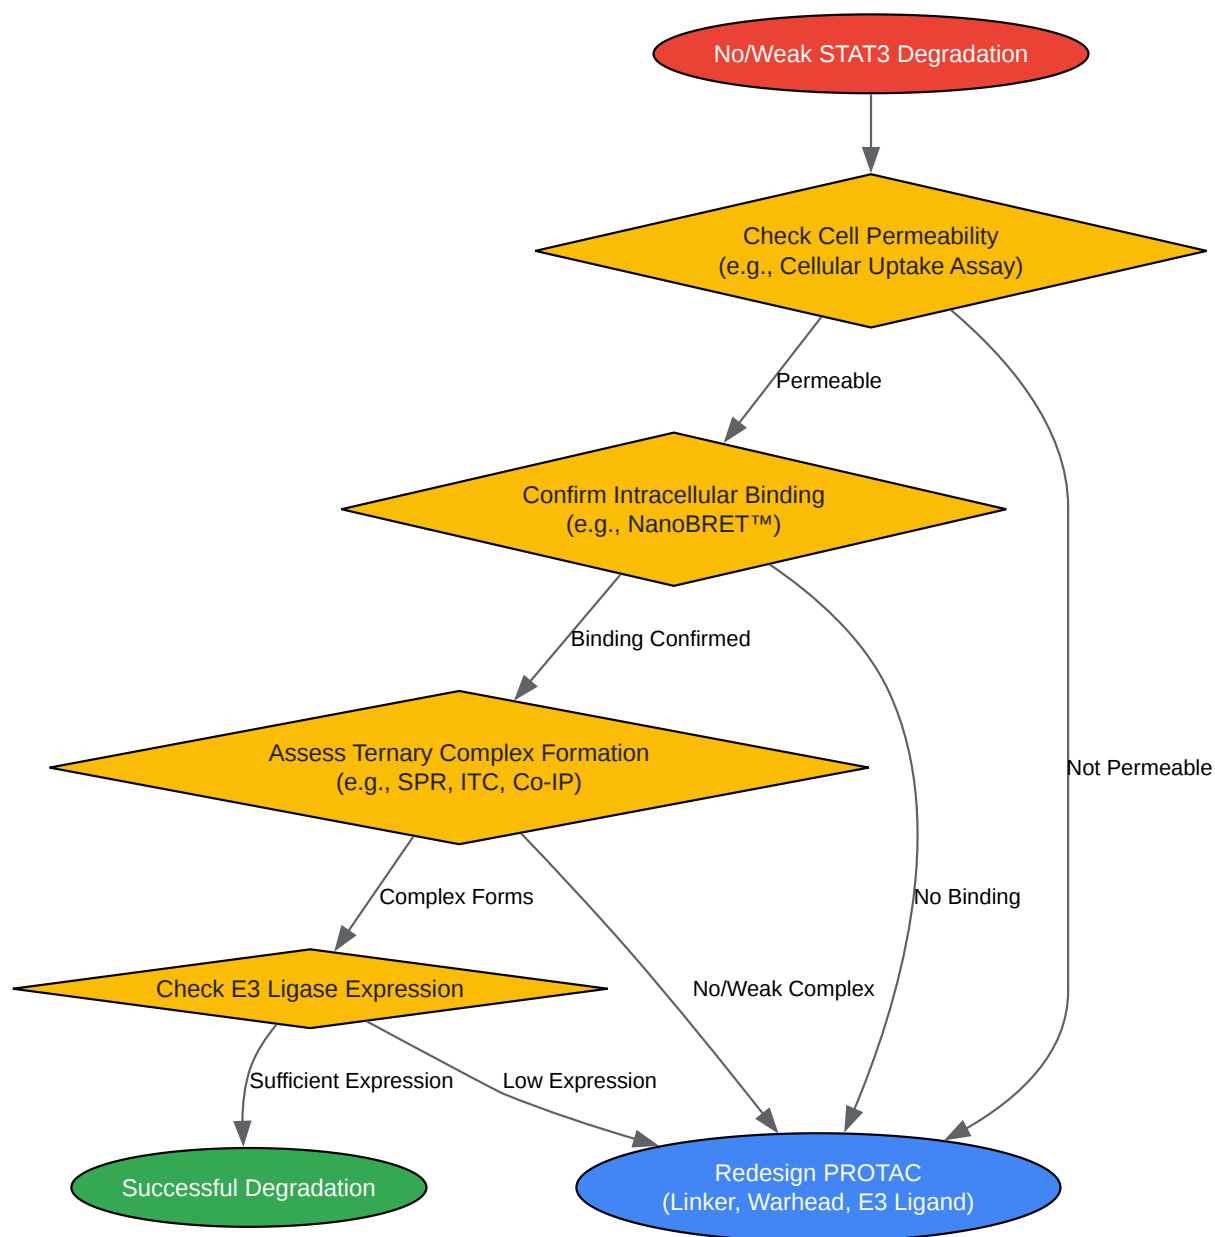 No/Weak STAT3 Degradation
Check Cell Permeability
(e.g., Cellular Uptake Assay)
Permeable
Confirm Intracellular Binding
(e.g., NanoBRET™)
Binding Confirmed
Assess Ternary Complex Formation
(e.g., SPR, ITC, Co-IP)
Not Permeable
Complex Forms
No Binding
Check E3 Ligase Expression
No/Weak Complex
Sufficient Expression
Low Expression
Successful Degradation
Redesign PROTAC
(Linker, Warhead, E3 Ligand)